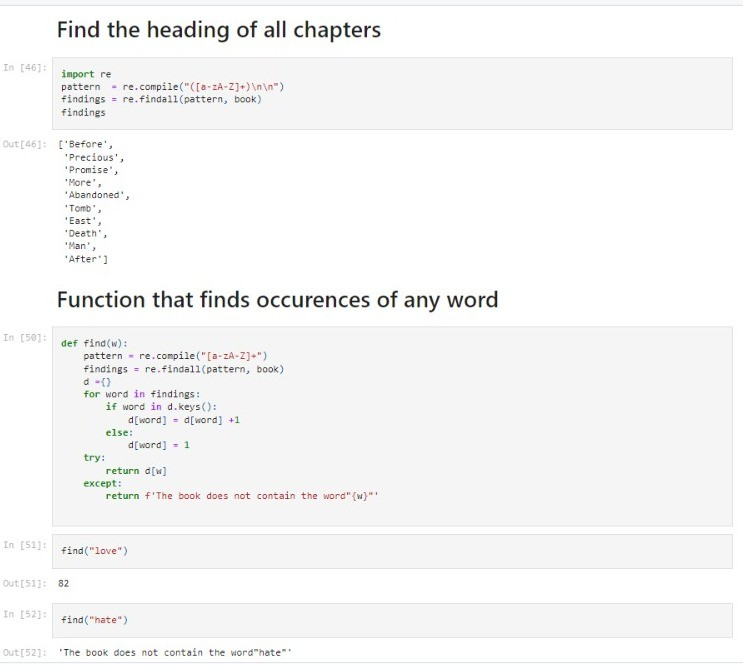 Find the heading of all chapters
In [46]:
import re
pattern = re.compile("([a-zA-Z]+)\n\n")
findings = re.findall(pattern, book)
findings
Out[46]: ['Before',
'Precious',
'Promise',
'More',
'Abandoned',
'Tomb',
'East',
'Death',
'Man',
'After']
Function that finds occurences of any word
In [50]:
def find(w):
    pattern = re.compile("[a-zA-Z]+")
    findings = re.findall(pattern, book)
    d ={}
    for word in findings:
        if word in d.keys():
            d[word] = d[word] +1
        else:
            d[word] = 1
    try:
        return d[w]
    except:
        return f'The book does not contain the word"{w}"'
In [51]:
find("love")
Out[51]: 82
In [52]:
find("hate")
Out[52]: 'The book does not contain the word"hate"'